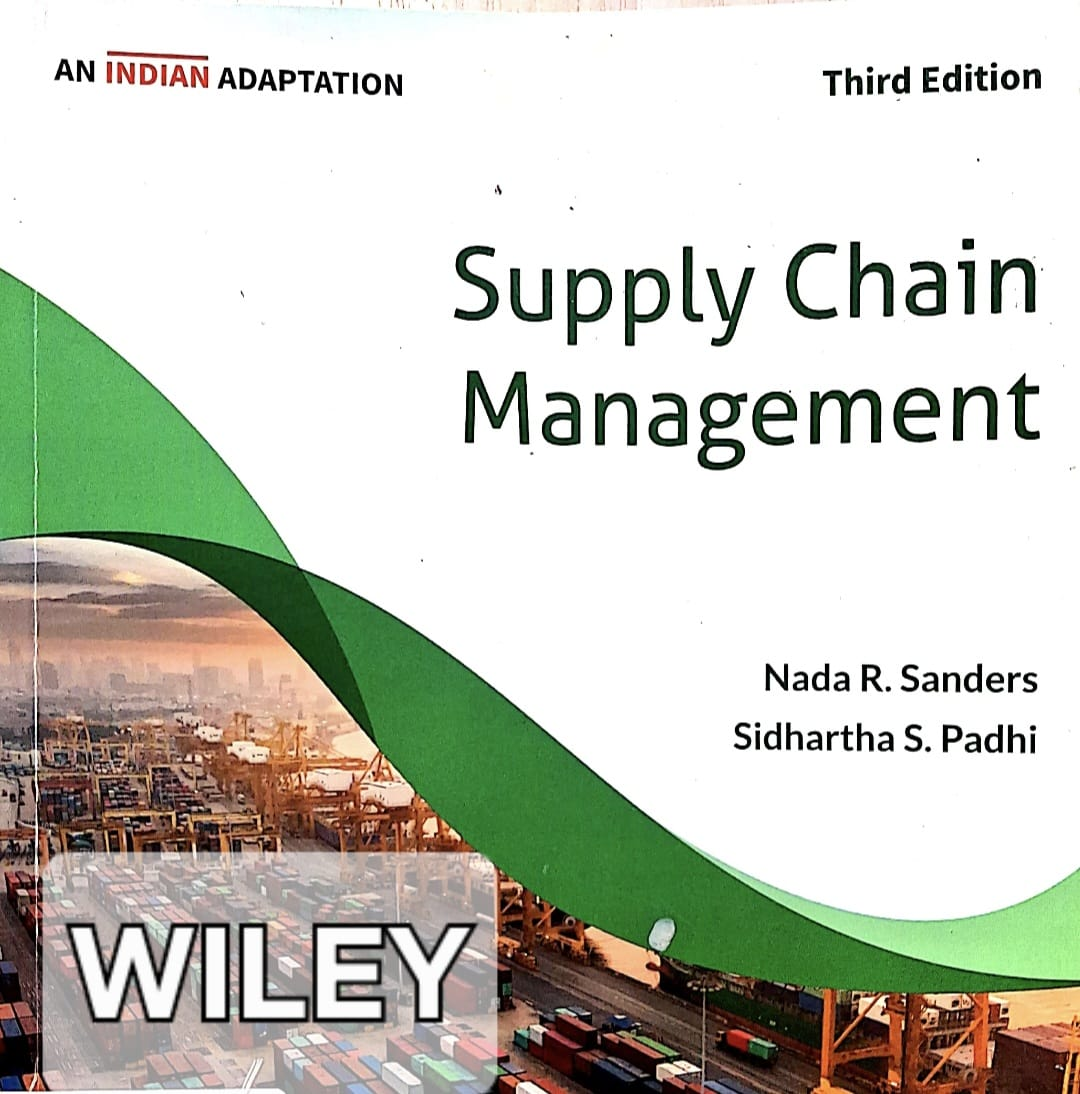 AN INDIAN ADAPTATION
Third Edition
Supply Chain
Management
Nada R. Sanders
Sidhartha S. Padhi
WILEY